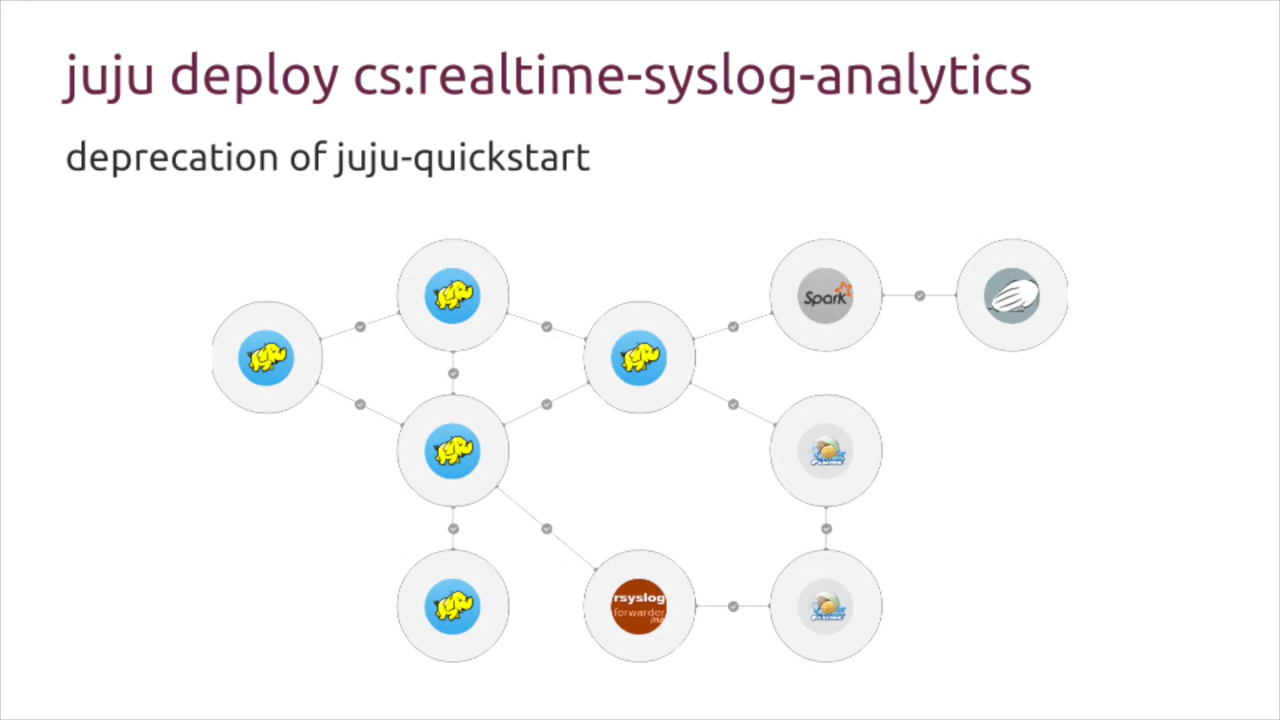 juju deploy cs:realtime-syslog-analytics
deprecation of juju-quickstart
Spark
rsyslog
forwarder